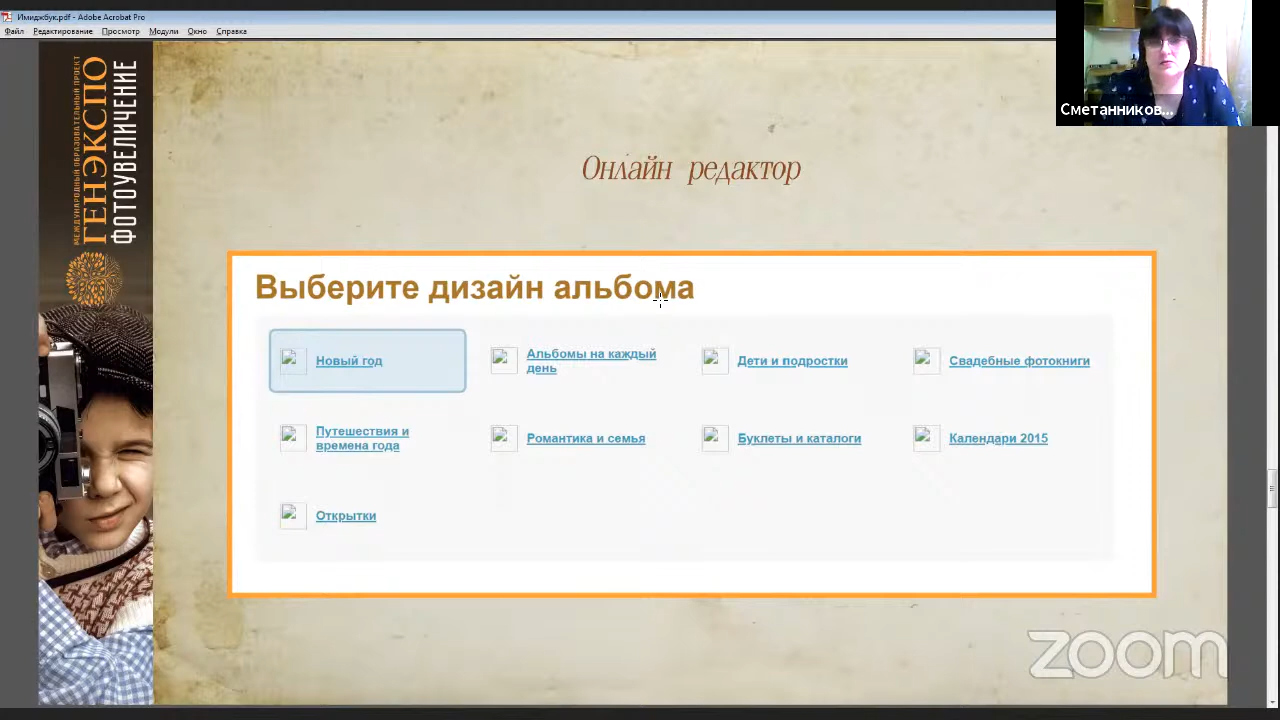 Имиджбук.pdf - Adobe Acrobat Pro
Файл Редактирование Просмотр Модули Окно Справка
МЕЖДУНАРОДНЫЙ ОБРАЗОВАТЕЛЬНЫЙ ПРОЕКТ
ГЕНЭКСПО
ФОТОУВЕЛИЧЕНИЕ
Сметанников...
Онлайн редактор
Выберите дизайн альбома
Новый год
Альбомы на каждый
день
Дети и подростки
Свадебные фотокниги
Путешествия и
времена года
Романтика и семья
Буклеты и каталоги
Календари 2015
Открытки
zoom